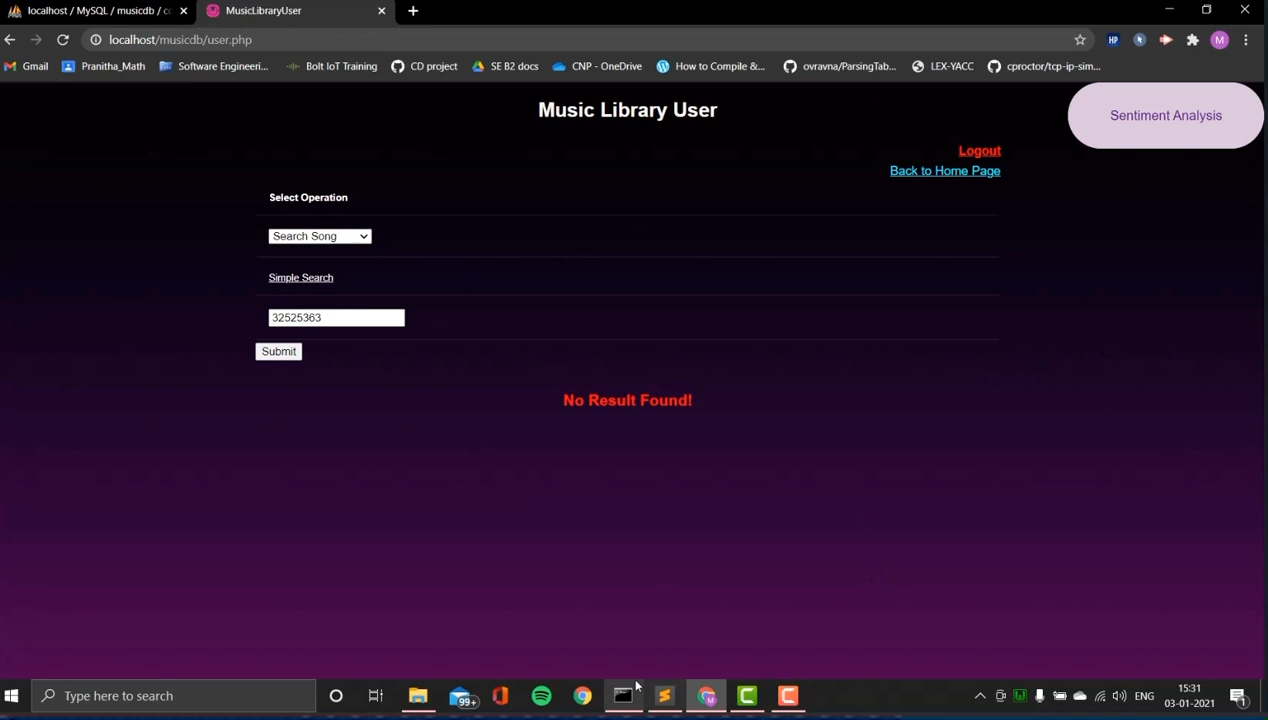 localhost / MySQL / musicdb / co
MusicLibraryUser
localhost/musicdb/user.php
HP
M
Gmail
Pranitha_Math
Software Engineeri...
Bolt IoT Training
CD project
SE B2 docs
CNP - OneDrive
How to Compile &...
ovravna/ParsingTab...
LEX-YACC
cproctor/tcp-ip-sim...
Music Library User
Sentiment Analysis
Logout
Back to Home Page
Select Operation
Search Song
Simple Search
32525363
Submit
No Result Found!
Type here to search
99+
ENG
15:31
03-01-2021
1